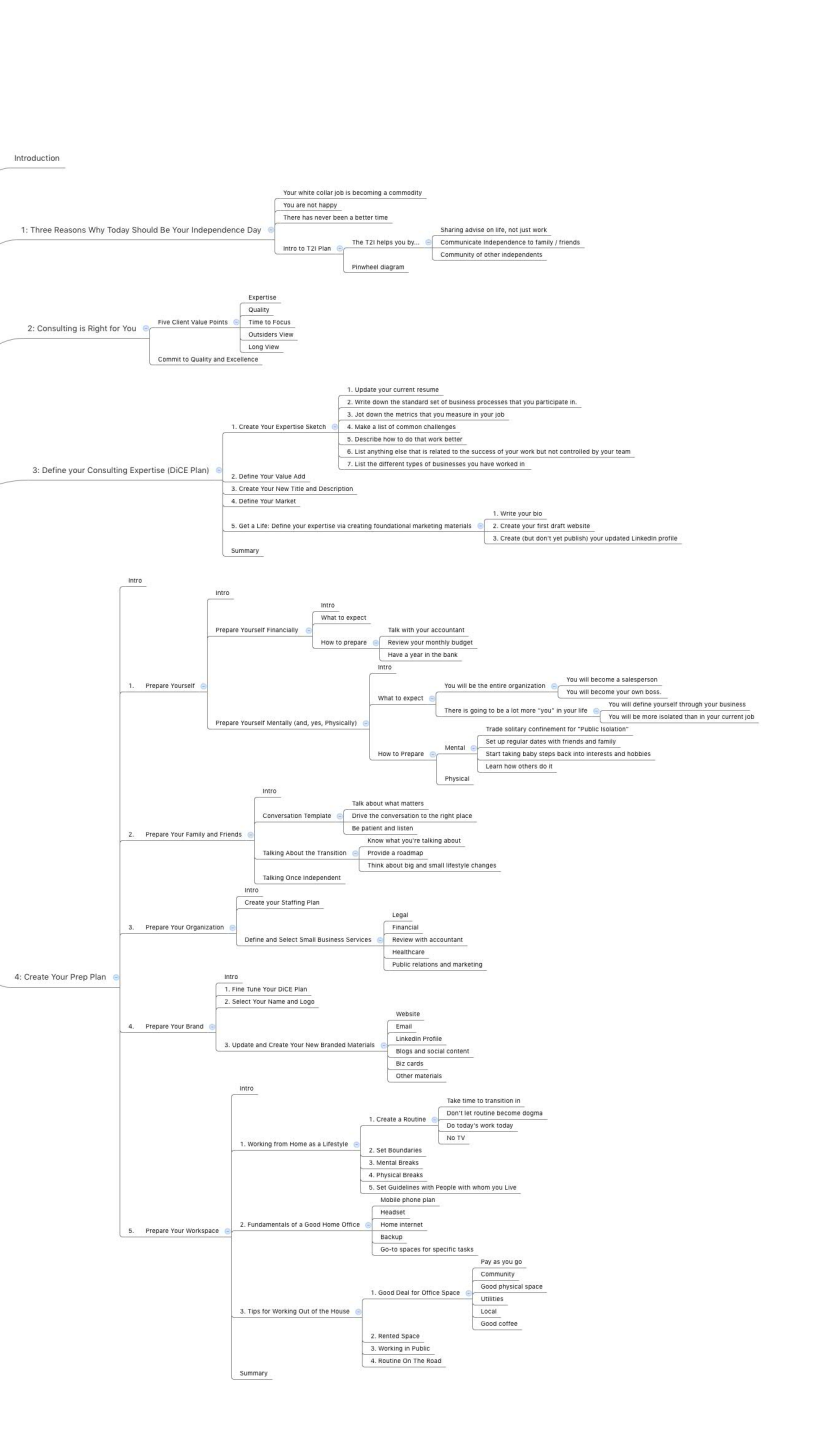 Introduction
1: Three Reasons Why Today Should Be Your Independence Day
Your white collar job is becoming a commodity
You are not happy
There has never been a better time
Intro to T2I Plan
The T2I helps you by...
Sharing advise on life, not just work
Communicate Independence to family / friends
Community of other independents
Pinwheel diagram
2: Consulting is Right for You
Five Client Value Points
Expertise
Quality
Time to Focus
Outsiders View
Long View
Commit to Quality and Excellence
3: Define your Consulting Expertise (DiCE Plan)
1. Create Your Expertise Sketch
1. Update your current resume
2. Write down the standard set of business processes that you participate in.
3. Jot down the metrics that you measure in your job
4. Make a list of common challenges
5. Describe how to do that work better
6. List anything else that is related to the success of your work but not controlled by your team
7. List the different types of businesses you have worked in
2. Define Your Value Add
3. Create Your New Title and Description
4. Define Your Market
5. Get a Life: Define your expertise via creating foundational marketing materials
1. Write your bio
2. Create your first draft website
3. Create (but don't yet publish) your updated LinkedIn profile
Summary
4: Create Your Prep Plan
Intro
1. Prepare Yourself
Intro
Prepare Yourself Financially
Intro
What to expect
How to prepare
Talk with your accountant
Review your monthly budget
Have a year in the bank
Prepare Yourself Mentally (and, yes, Physically)
Intro
What to expect
You will be the entire organization
You will become a salesperson
You will become your own boss.
There is going to be a lot more "you" in your life
You will define yourself through your business
You will be more isolated than in your current job
How to Prepare
Mental
Trade solitary confinement for "Public Isolation"
Set up regular dates with friends and family
Start taking baby steps back into interests and hobbies
Learn how others do it
Physical
2. Prepare Your Family and Friends
Intro
Conversation Template
Talk about what matters
Drive the conversation to the right place
Be patient and listen
Talking About the Transition
Know what you're talking about
Provide a roadmap
Think about big and small lifestyle changes
Talking Once Independent
3. Prepare Your Organization
Intro
Create your Staffing Plan
Define and Select Small Business Services
Legal
Financial
Review with accountant
Healthcare
Public relations and marketing
4. Prepare Your Brand
Intro
1. Fine Tune Your DiCE Plan
2. Select Your Name and Logo
3. Update and Create Your New Branded Materials
Website
Email
LinkedIn Profile
Blogs and social content
Biz cards
Other materials
5. Prepare Your Workspace
Intro
1. Working from Home as a Lifestyle
1. Create a Routine
Take time to transition in
Don't let routine become dogma
Do today's work today
No TV
2. Set Boundaries
3. Mental Breaks
4. Physical Breaks
5. Set Guidelines with People with whom you Live
2. Fundamentals of a Good Home Office
Mobile phone plan
Headset
Home internet
Backup
Go-to spaces for specific tasks
3. Tips for Working Out of the House
1. Good Deal for Office Space
Pay as you go
Community
Good physical space
Utilities
Local
Good coffee
2. Rented Space
3. Working in Public
4. Routine On The Road
Summary